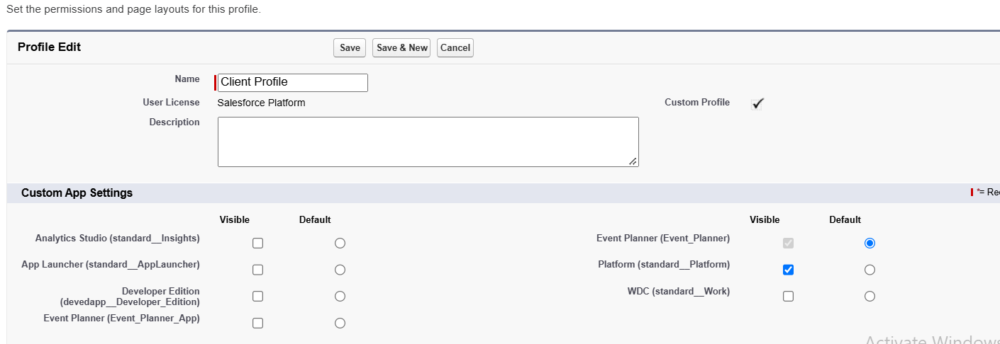 Set the permissions and page layouts for this profile.
Profile Edit
Save Save & New Cancel
Name Client Profile
User License Salesforce Platform Custom Profile
Description
Custom App Settings
*= Re
Visible Default Visible Default
Analytics Studio (standard__Insights) Event Planner (Event_Planner)
App Launcher (standard__AppLauncher) Platform (standard__Platform)
Developer Edition WDC (standard__Work)
(devedapp__Developer_Edition)
Event Planner (Event_Planner_App)
Activate Windows